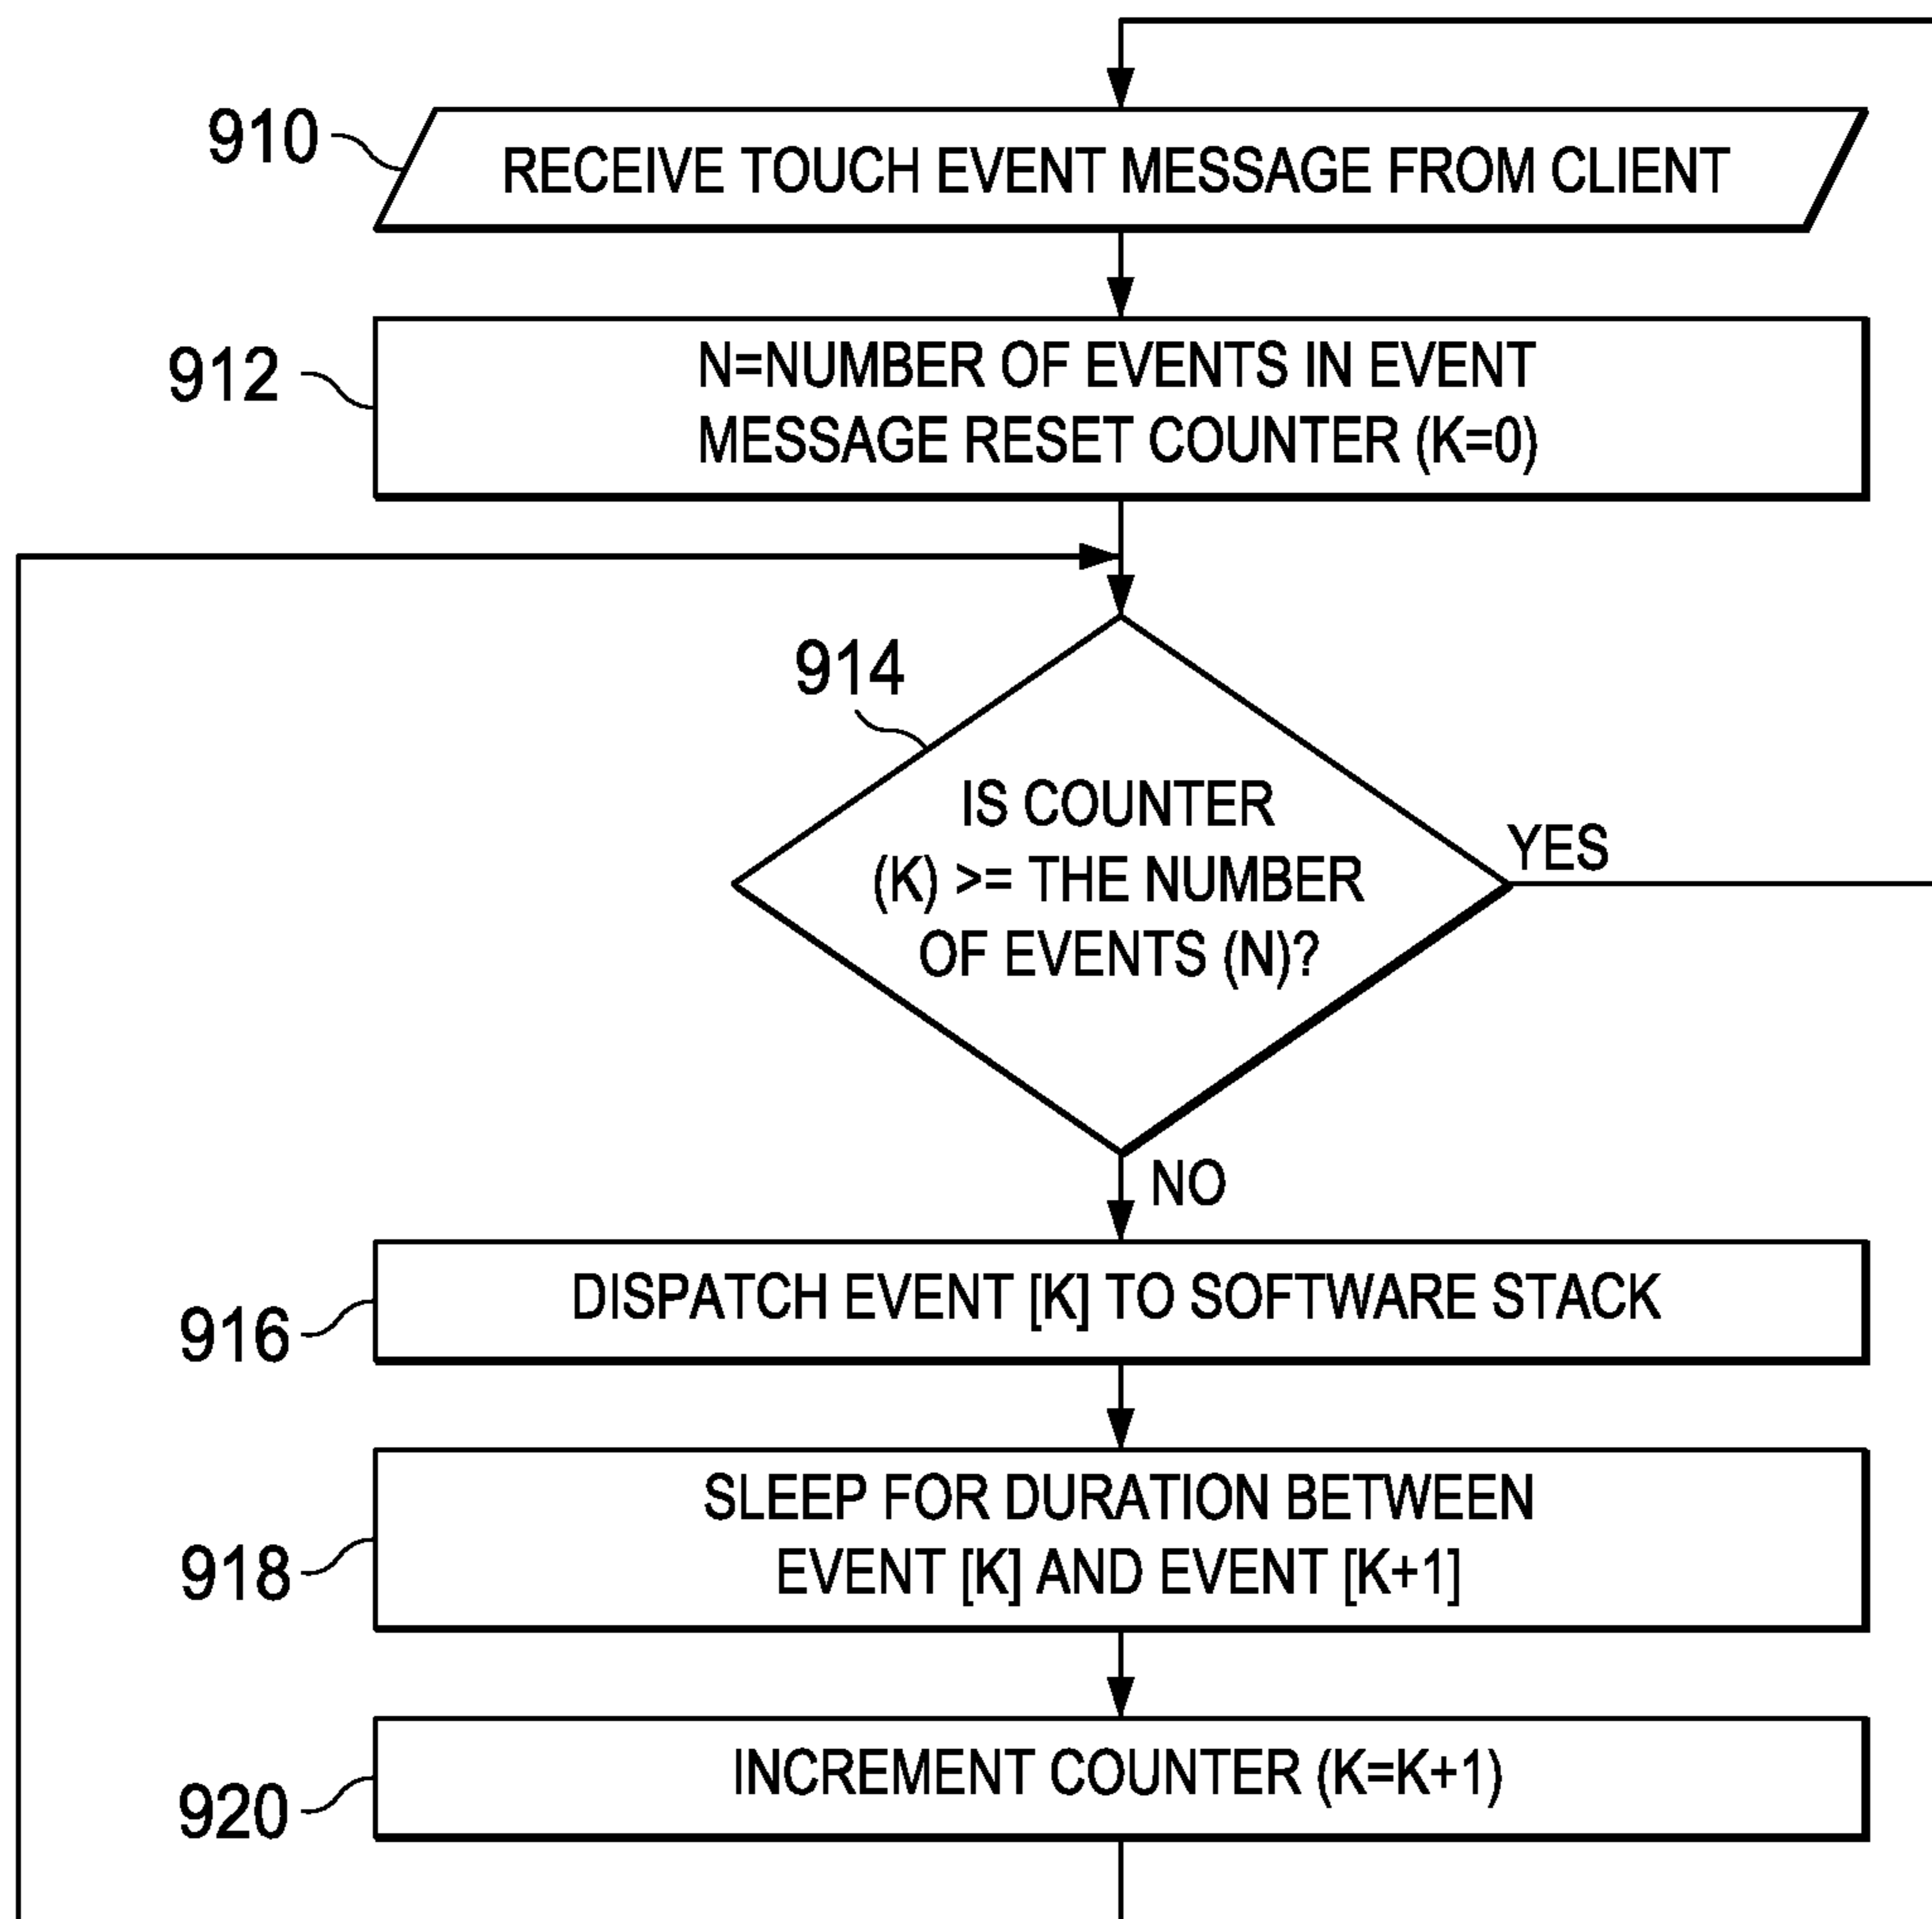 910
RECEIVE TOUCH EVENT MESSAGE FROM CLIENT
912
N=NUMBER OF EVENTS IN EVENT
MESSAGE RESET COUNTER (K=0)
914
IS COUNTER
(K) >= THE NUMBER
OF EVENTS (N)?
YES
NO
DISPATCH EVENT [K] TO SOFTWARE STACK
916
SLEEP FOR DURATION BETWEEN
EVENT [K] AND EVENT [K+1]
918
INCREMENT COUNTER (K=K+1)
920